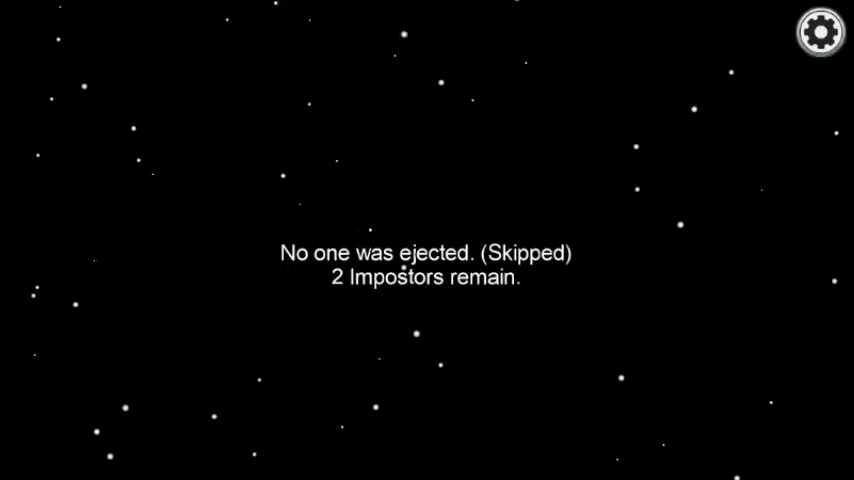 No one was ejected. (Skipped)
2 Impostors remain.